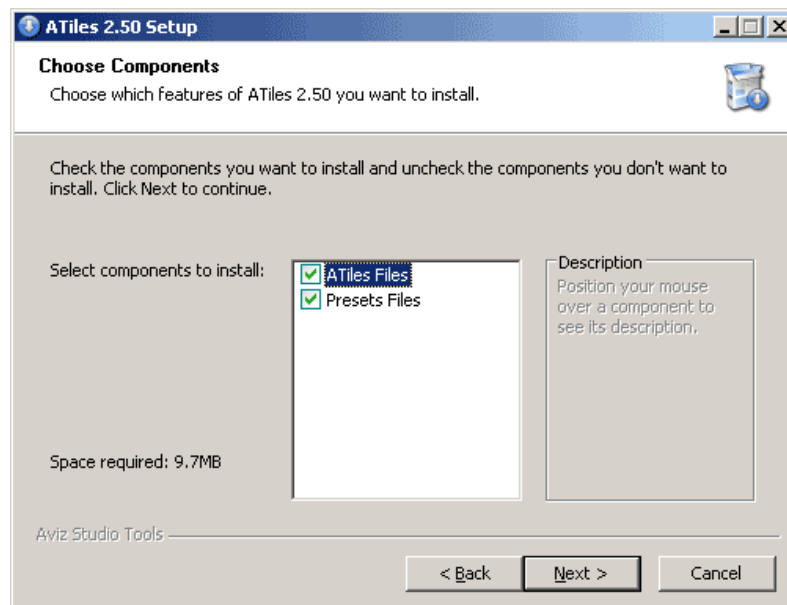 ATiles 2.50 Setup
Choose Components
Choose which features of ATiles 2.50 you want to install.
Check the components you want to install and uncheck the components you don't want to
install. Click Next to continue.
Select components to install:
ATiles Files
Presets Files
Description
Position your mouse
over a component to
see its description.
Space required: 9.7MB
Aviz Studio Tools
< Back
Next >
Cancel